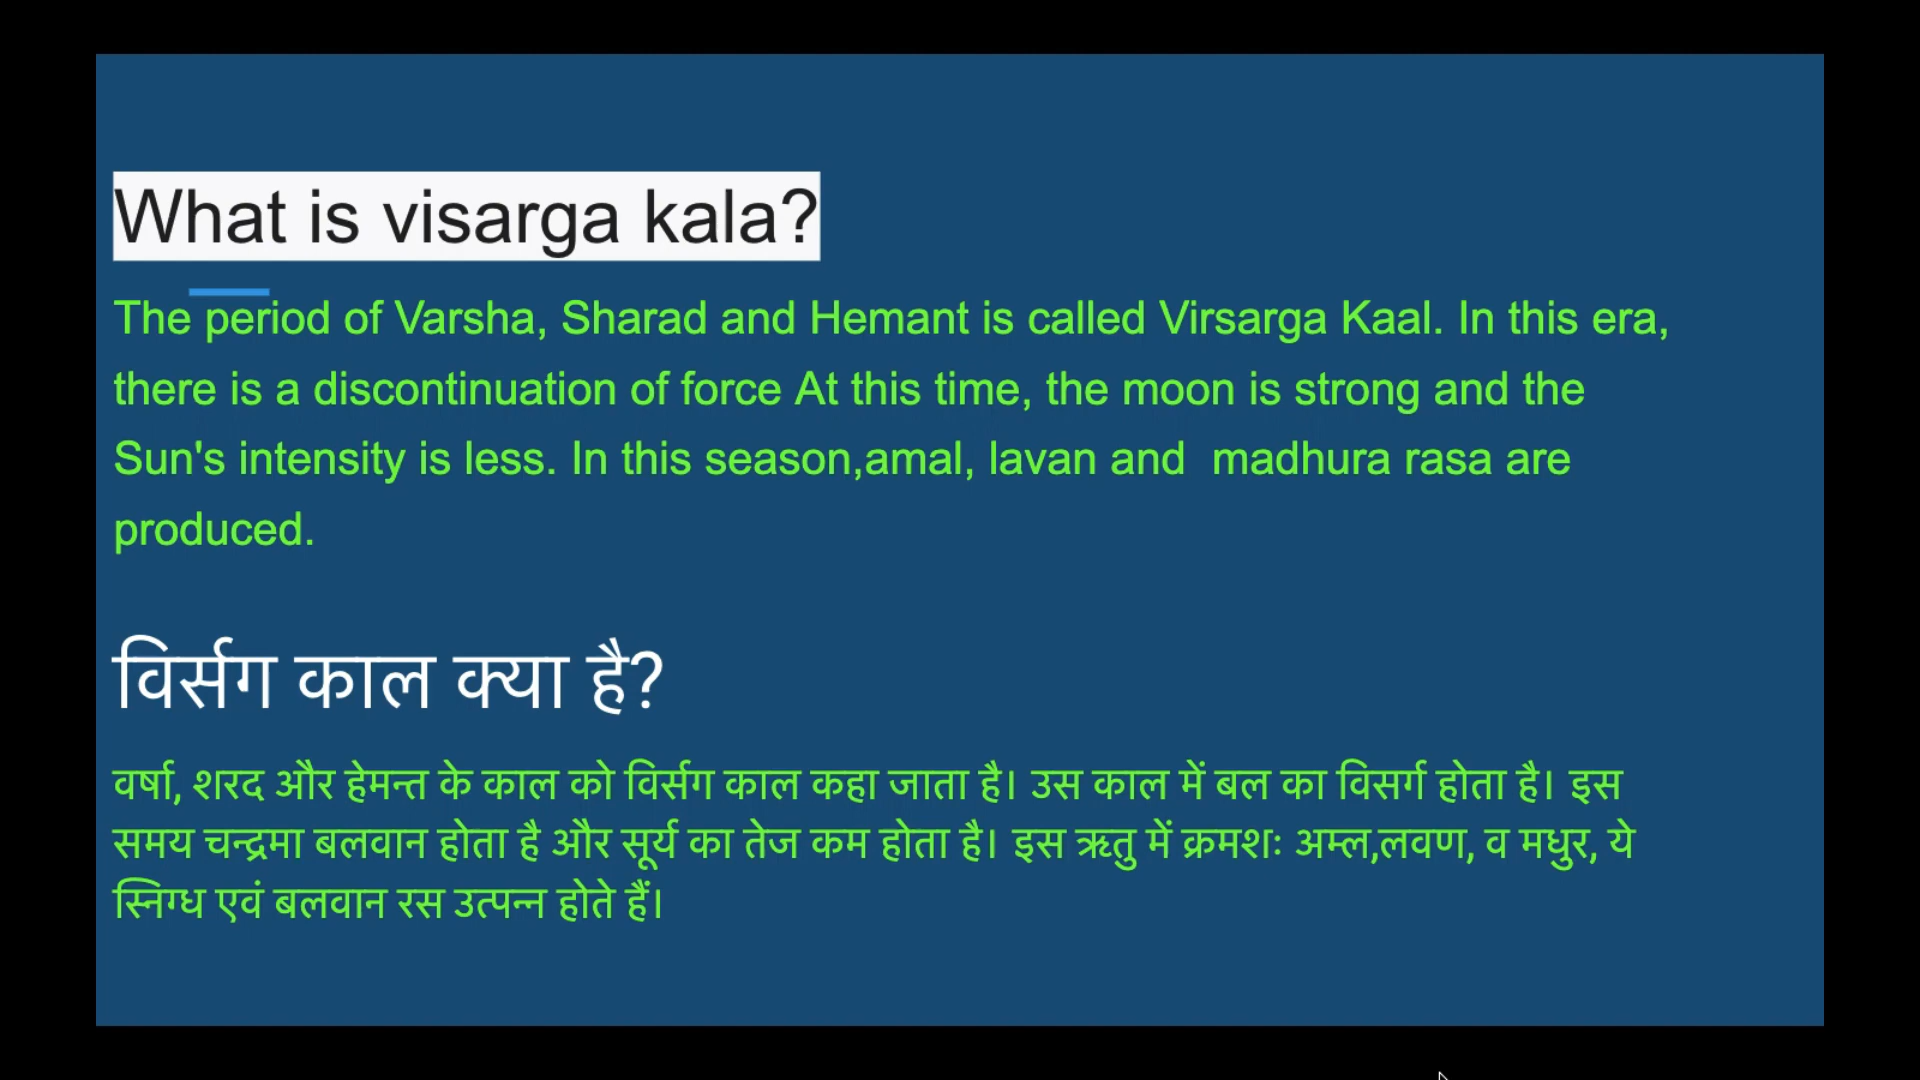 What is visarga kala?
The period of Varsha, Sharad and Hemant is called Virsarga Kaal. In this era,
there is a discontinuation of force At this time, the moon is strong and the
Sun's intensity is less. In this season,amal, lavan and  madhura rasa are
produced.
विर्सग काल क्या है?
वर्षा, शरद और हेमन्त के काल को विर्सग काल कहा जाता है। उस काल में बल का विसर्ग होता है। इस
समय चन्द्रमा बलवान होता है और सूर्य का तेज कम होता है। इस ऋतु में क्रमशः अम्ल,लवण, व मधुर, ये
स्निग्ध एवं बलवान रस उत्पन्न होते हैं।